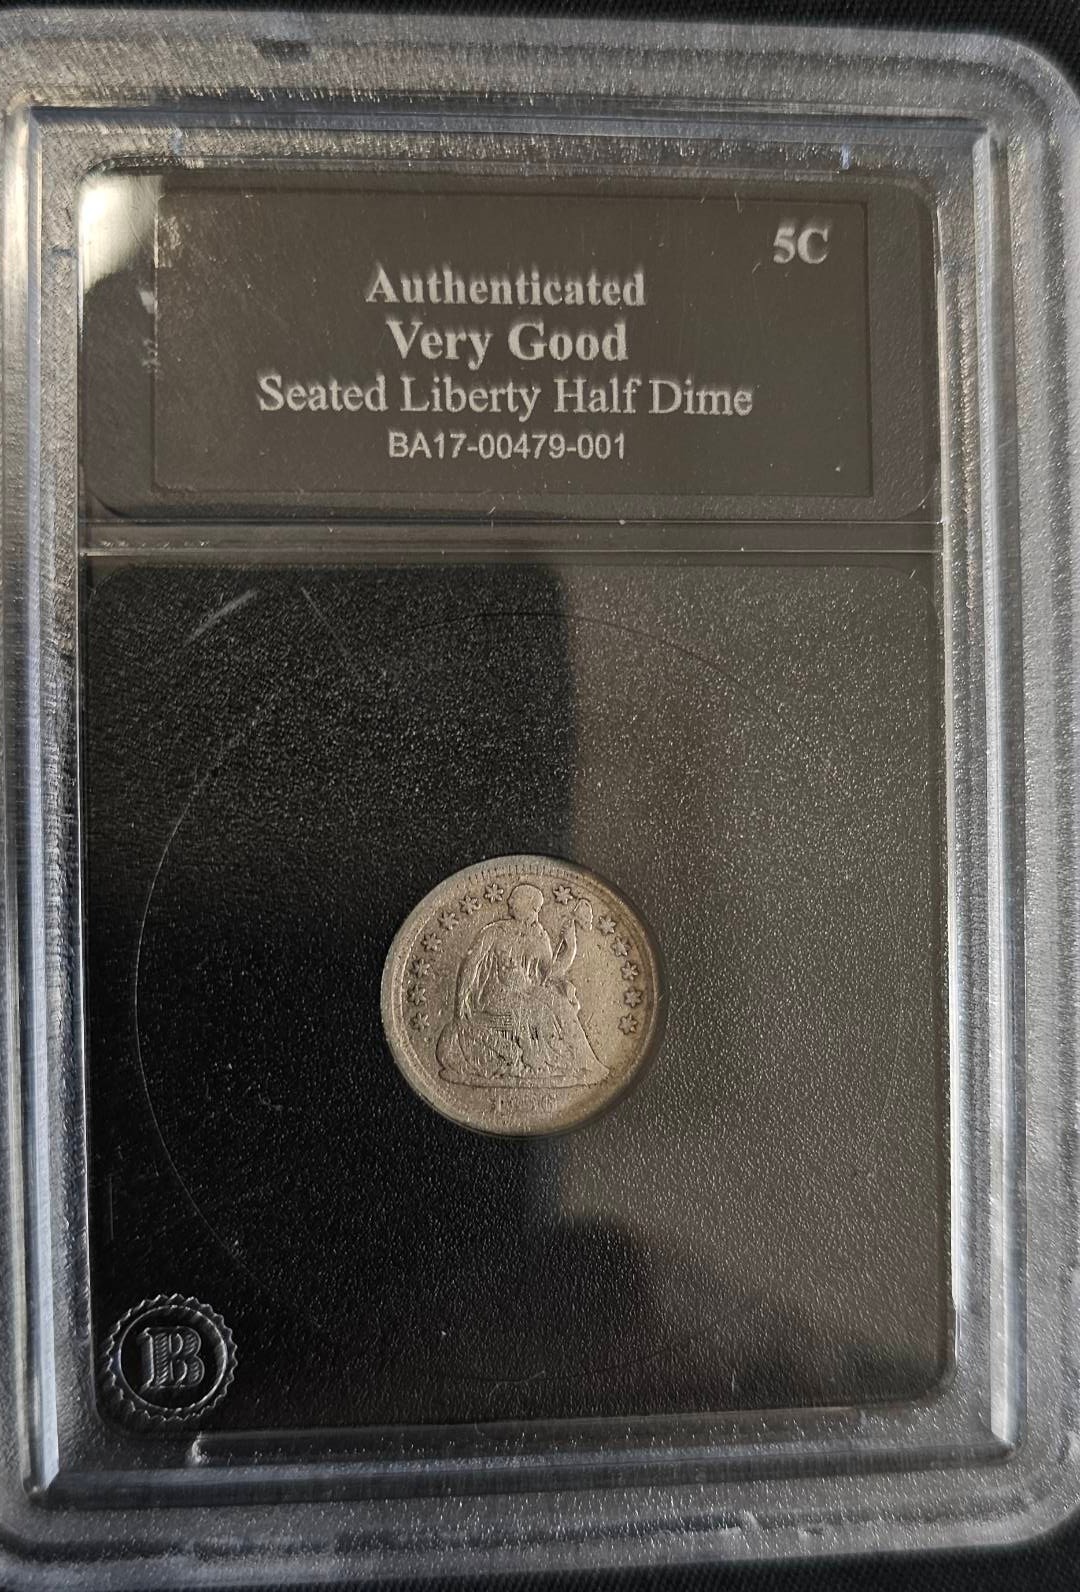 5C
Authenticated
Very Good
Seated Liberty Half Dime
BA17-00479-001
B